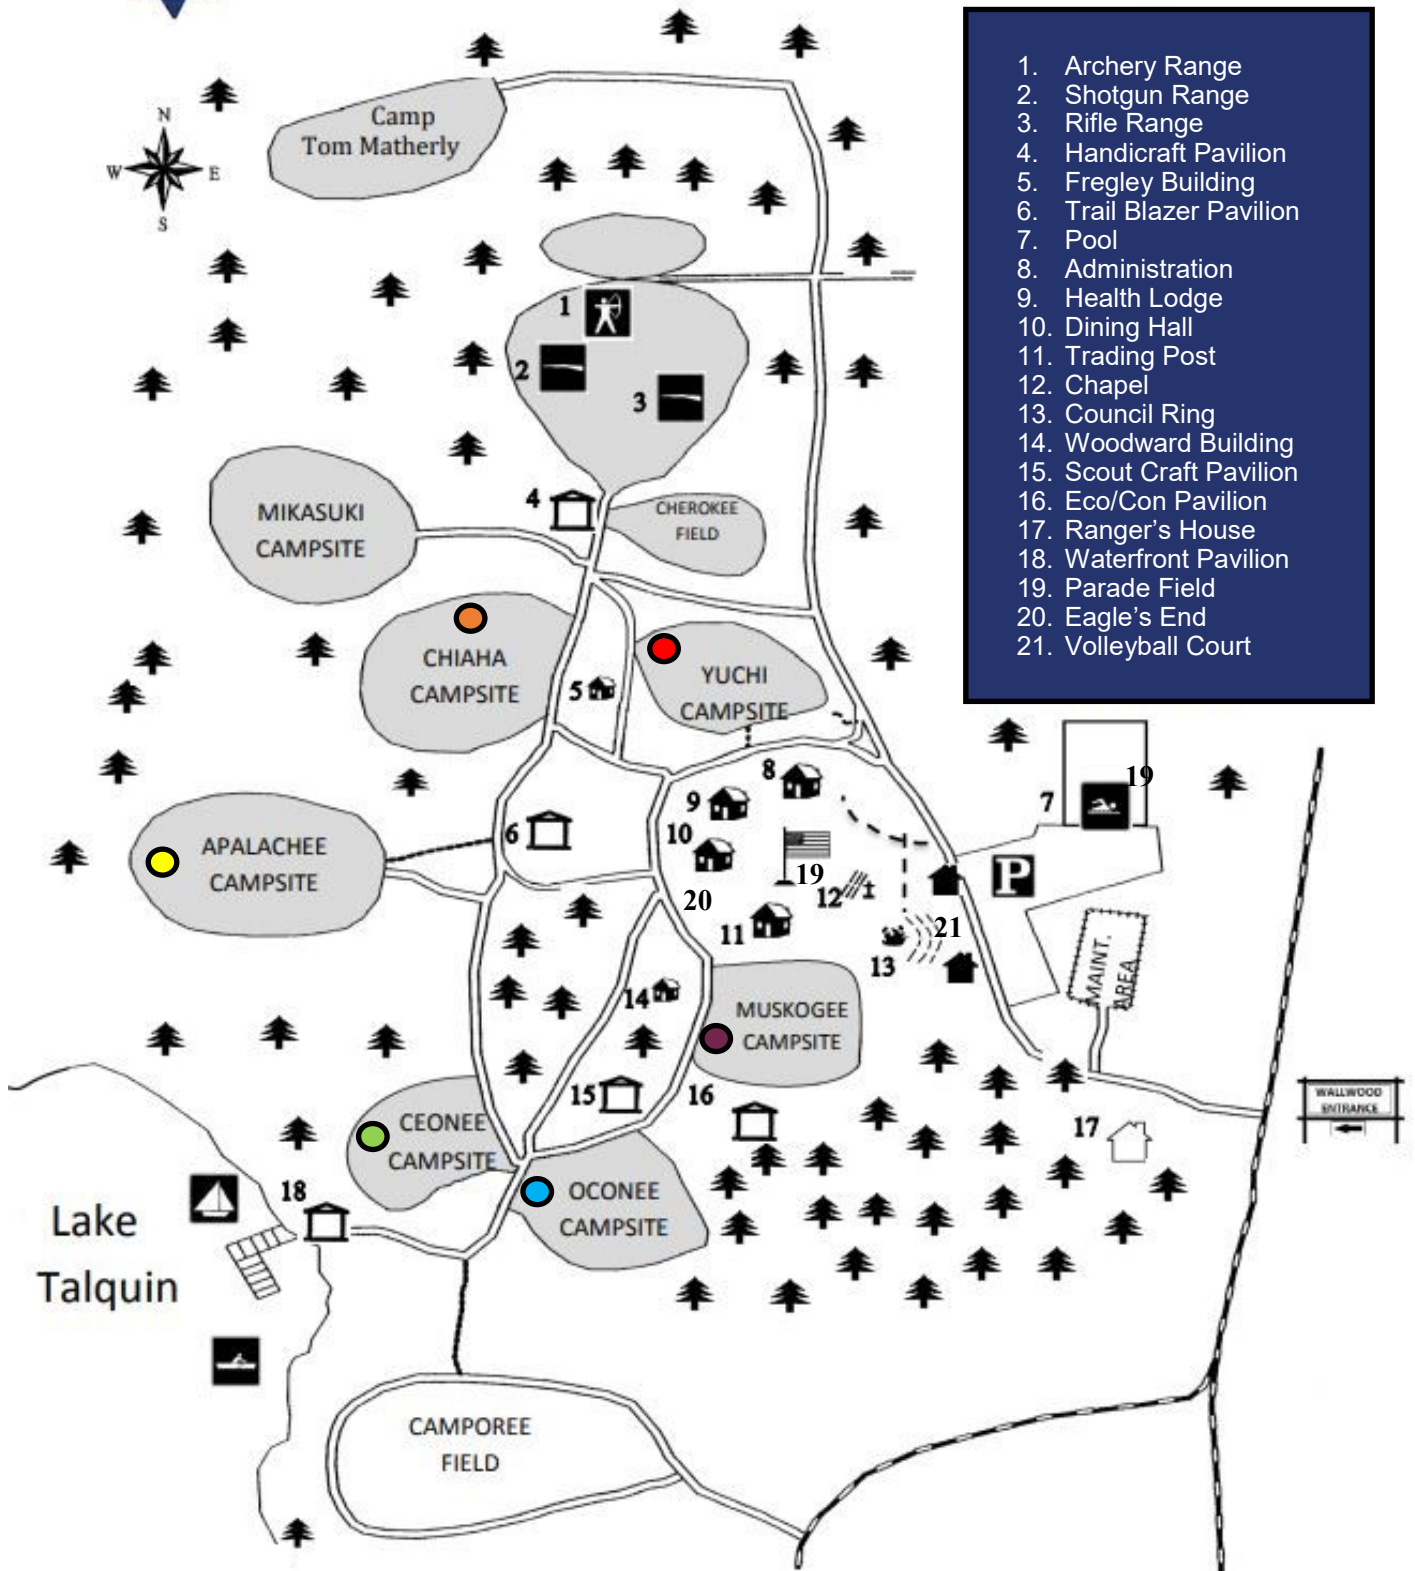 1. Archery Range
2. Shotgun Range
3. Rifle Range
4. Handicraft Pavilion
5. Fregley Building
6. Trail Blazer Pavilion
7. Pool
8. Administration
9. Health Lodge
10. Dining Hall
11. Trading Post
12. Chapel
13. Council Ring
14. Woodward Building
15. Scout Craft Pavilion
16. Eco/Con Pavilion
17. Ranger's House
18. Waterfront Pavilion
19. Parade Field
20. Eagle's End
21. Volleyball Court
Camp
Tom Matherly
N
W
E
S
1
2
3
4
MIKASUKI
CAMPSITE
CHEROKEE
FIELD
CHIAHA
CAMPSITE
5
YUCHI
CAMPSITE
8
9
10
6
7
19
APALACHEE
CAMPSITE
19
P
20
12
11
21
13
MAINT.
AREA
14
MUSKOGEE
CAMPSITE
15
16
CEONEE
CAMPSITE
WALLWOOD
ENTRANCE
17
18
OCONEE
CAMPSITE
Lake
Talquin
CAMPOREE
FIELD